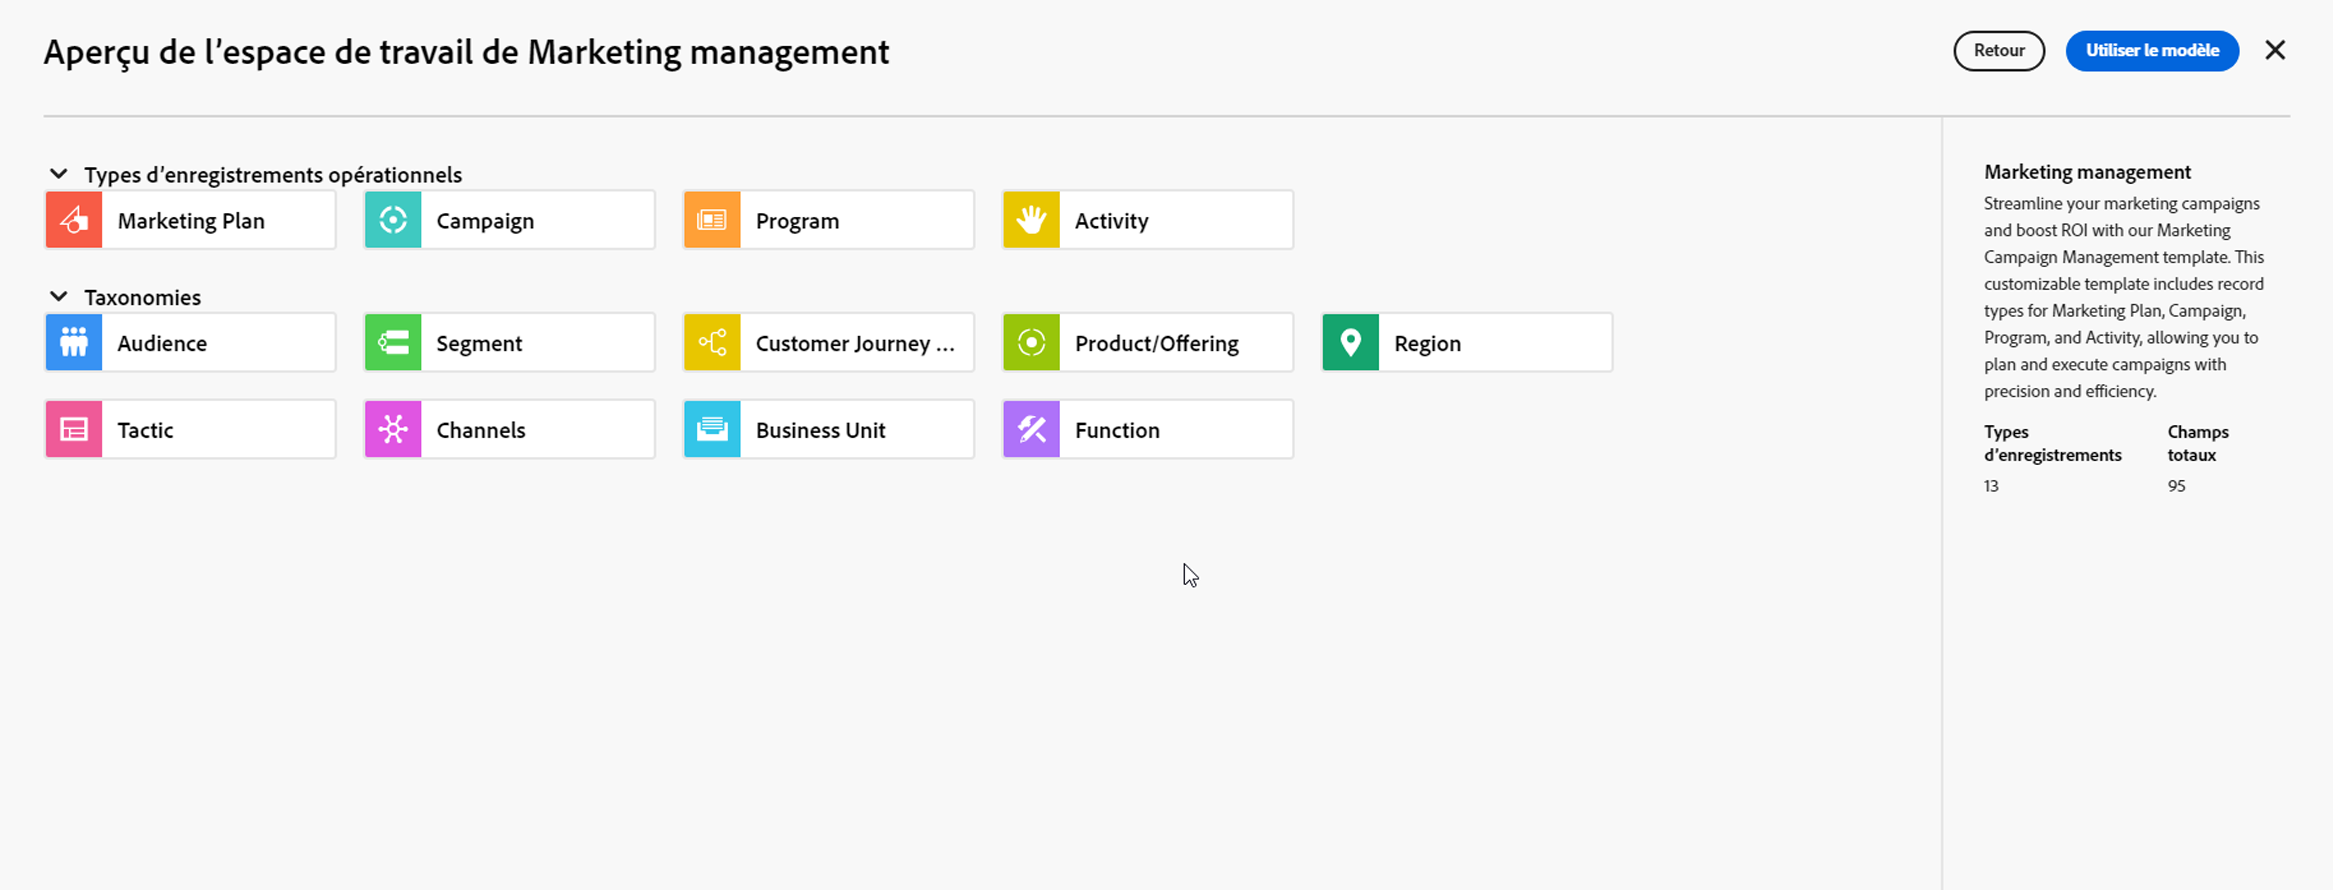 Aperçu de l’espace de travail de Marketing management
Retour
Utiliser le modèle
Types d’enregistrements opérationnels
Marketing Plan
Campaign
Program
Activity
Taxonomies
Audience
Segment
Customer Journey ...
Product/Offering
Region
Tactic
Channels
Business Unit
Function
Marketing management
Streamline your marketing campaigns
and boost ROI with our Marketing
Campaign Management template. This
customizable template includes record
types for Marketing Plan, Campaign,
Program, and Activity, allowing you to
plan and execute campaigns with
precision and efficiency.
Types
d’enregistrements
13
Champs
totaux
95